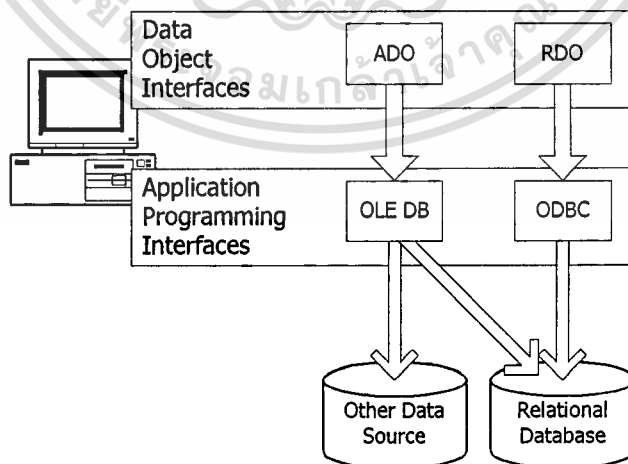 Data
Object
Interfaces
ADO
RDO
Application
Programming
Interfaces
OLE DB
ODBC
Other Data
Source
Relational
Database